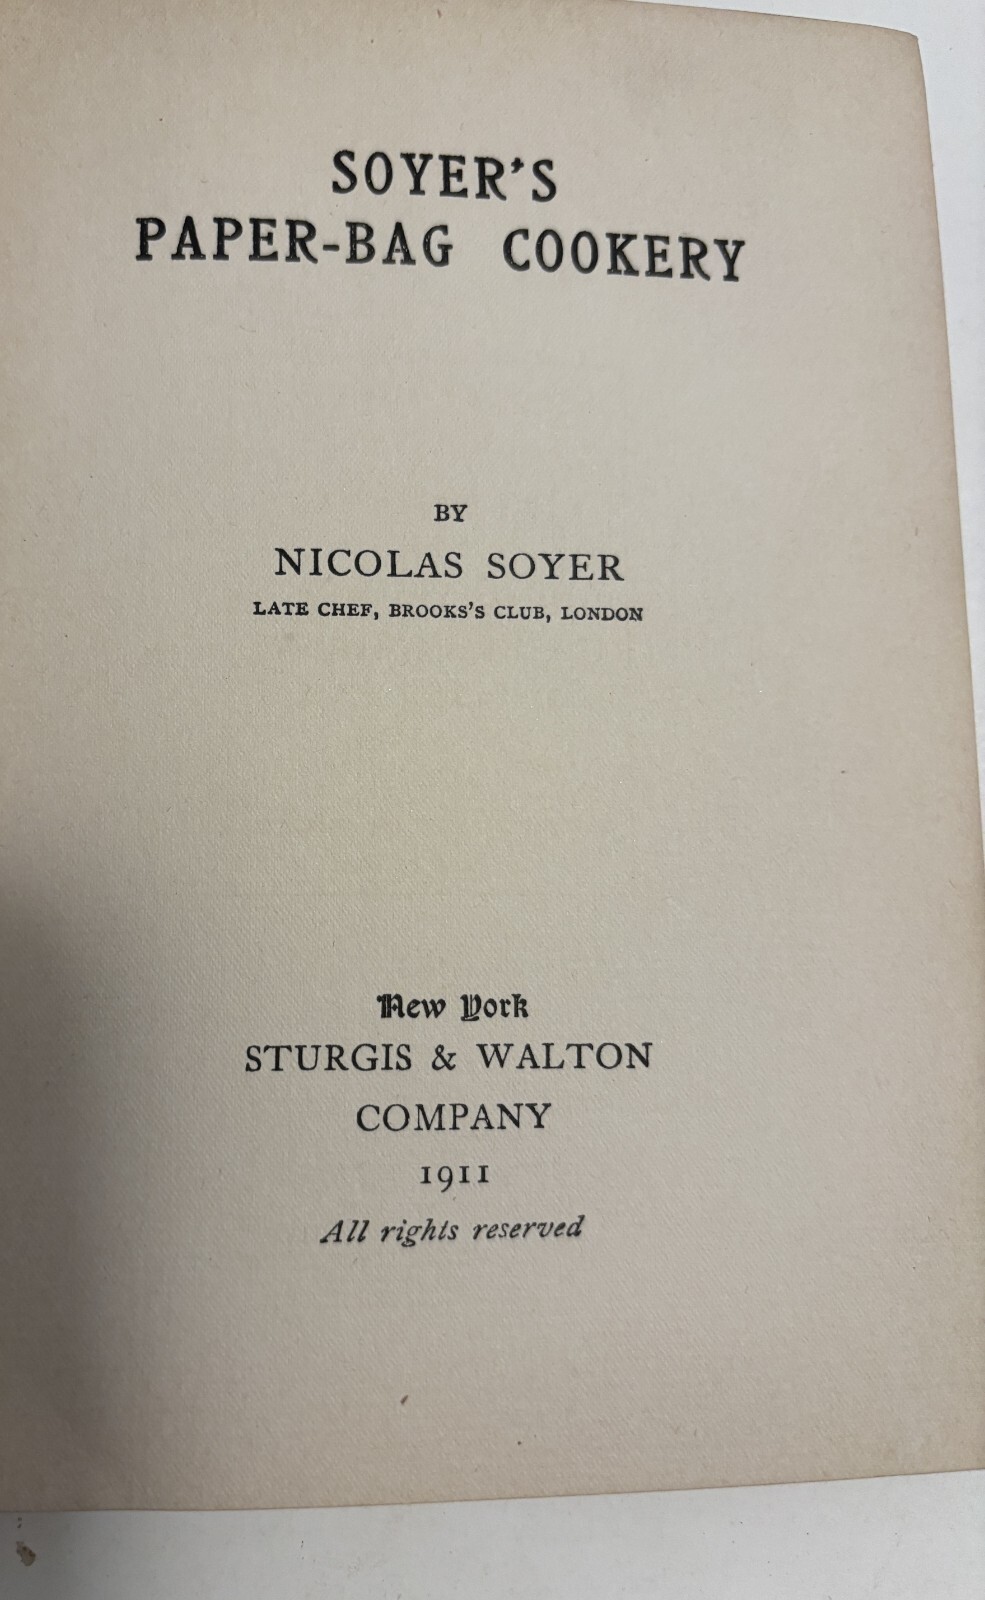 SOYER'S
PAPER-BAG COOKERY
BY
NICOLAS SOYER
LATE CHEF, BROOKS'S CLUB, LONDON
New York
STURGIS & WALTON
COMPANY
1911
All rights reserved